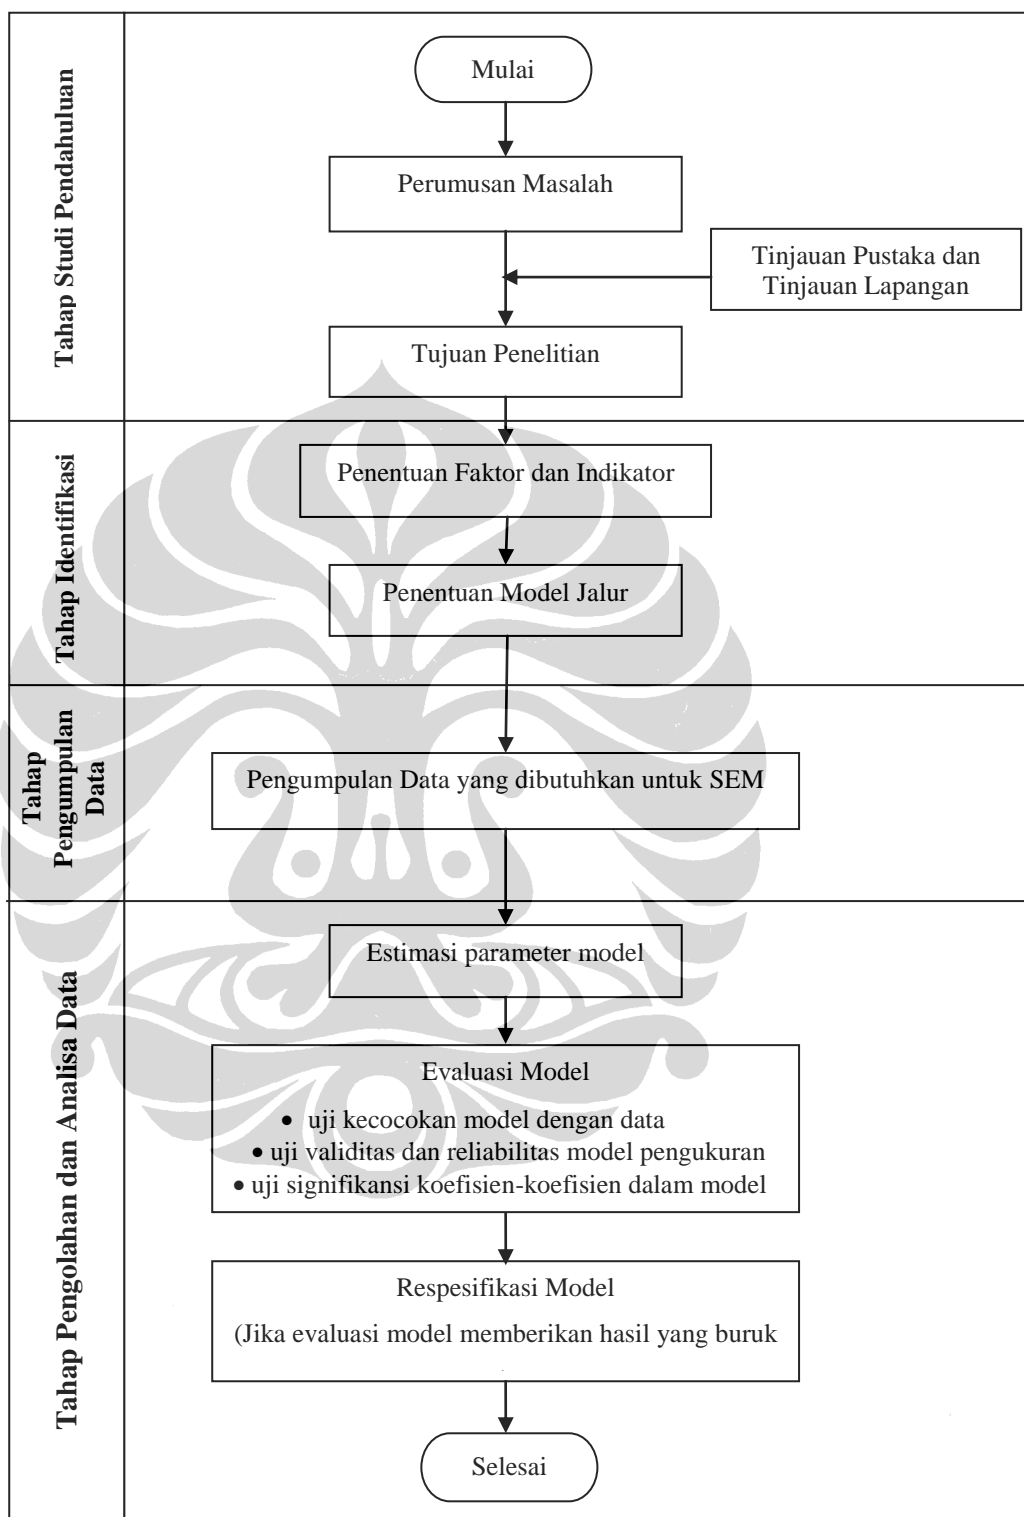 Tahap Studi Pendahuluan
Mulai
Perumusan Masalah
Tinjauan Pustaka dan
Tinjauan Lapangan
Tujuan Penelitian
Tahap Identifikasi
Penentuan Faktor dan Indikator
Penentuan Model Jalur
Tahap
Pengumpulan
Data
Pengumpulan Data yang dibutuhkan untuk SEM
Tahap Pengolahan dan Analisa Data
Estimasi parameter model
Evaluasi Model
• uji kecocokan model dengan data
• uji validitas dan reliabilitas model pengukuran
• uji signifikansi koefisien-koefisien dalam model
Respesifikasi Model
(Jika evaluasi model memberikan hasil yang buruk
Selesai